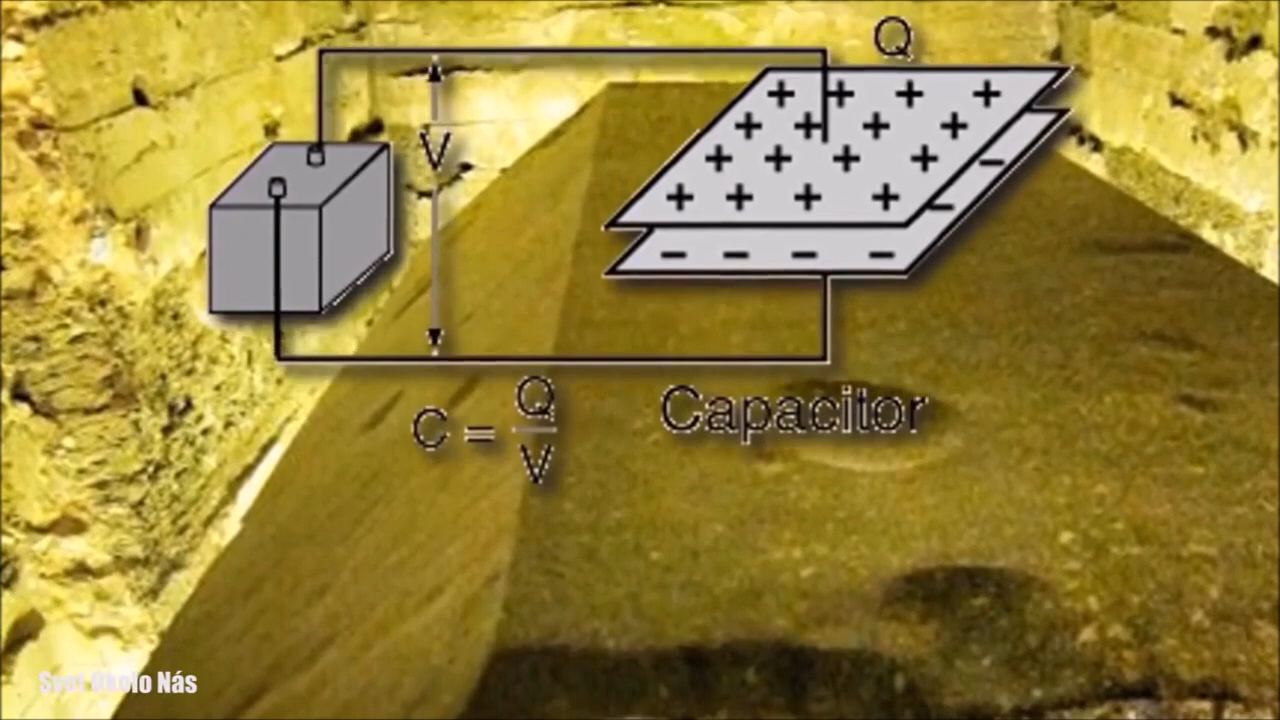 Q
+ + + +
+ + + +
V
+ + + +
+ + + +
− −
− − − −
C = Q/V
Capacitor
Svet Okolo Nás